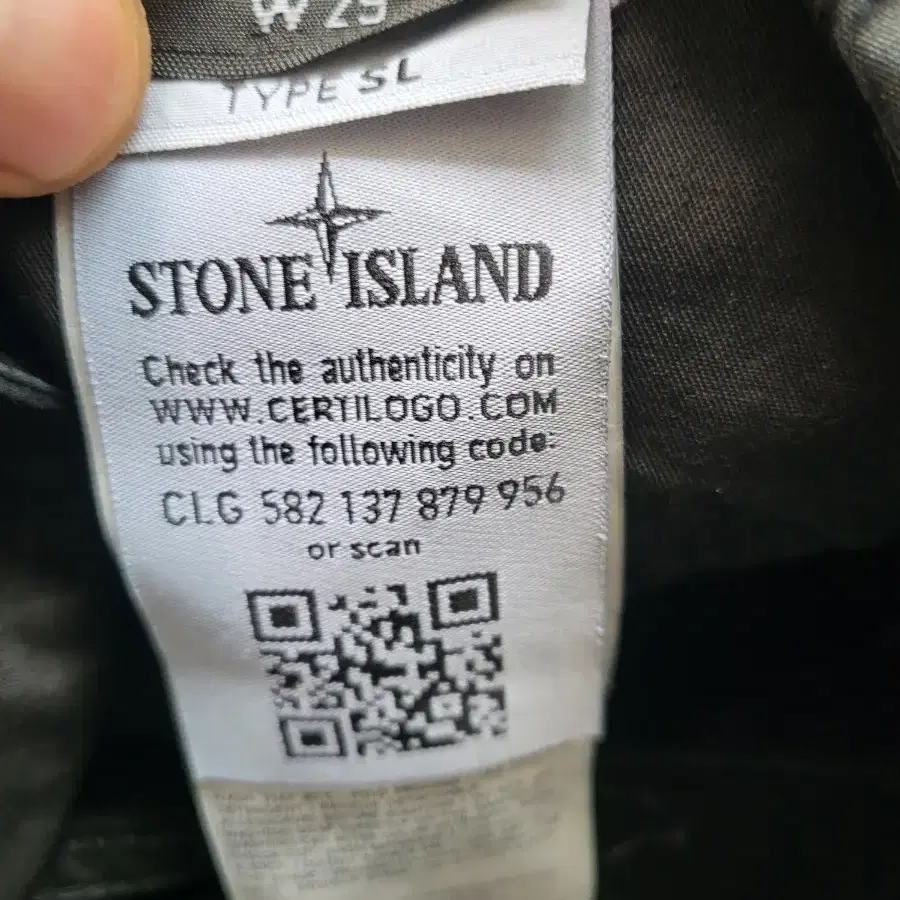 W 29
TYPE SL
STONE ISLAND
Check the authenticity on
WWW.CERTILOGO.COM
using the following code:
CLG 582 137 879 956
or scan